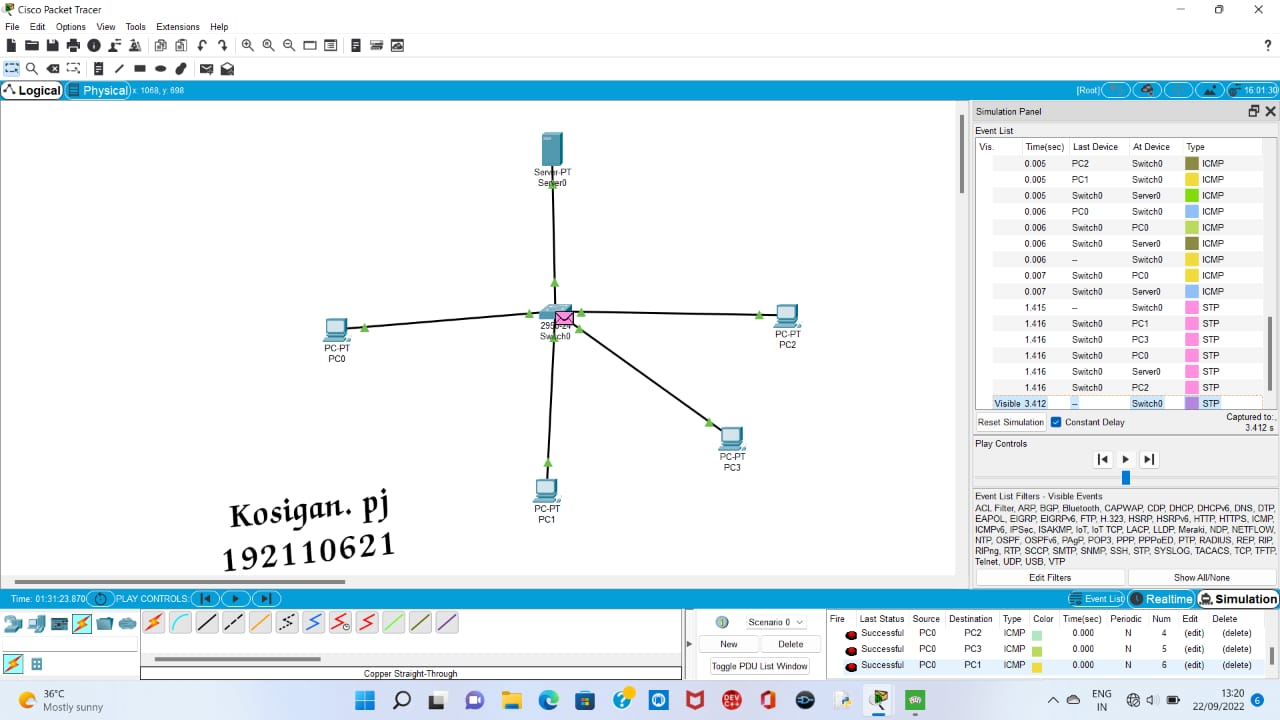 Cisco Packet Tracer
File Edit Options View Tools Extensions Help
?
Logical Physical x: 1068, y: 698 [Root] 16:01:30
Simulation Panel
Event List
Vis. Time(sec) Last Device At Device Type
0.005 PC2 Switch0 ICMP
0.005 PC1 Switch0 ICMP
0.005 Switch0 Server0 ICMP
0.006 PC0 Switch0 ICMP
0.006 Switch0 PC0 ICMP
0.006 Switch0 Server0 ICMP
0.006 -- Switch0 ICMP
0.007 Switch0 PC0 ICMP
0.007 Switch0 Server0 ICMP
1.415 -- Switch0 STP
1.416 Switch0 PC1 STP
1.416 Switch0 PC3 STP
1.416 Switch0 PC0 STP
1.416 Switch0 Server0 STP
1.416 Switch0 PC2 STP
Visible 3.412 -- Switch0 STP
Reset Simulation Constant Delay Captured to:
3.412 s
Play Controls
Event List Filters - Visible Events
ACL Filter, ARP, BGP, Bluetooth, CAPWAP, CDP, DHCP, DHCPv6, DNS, DTP,
EAPOL, EIGRP, EIGRPv6, FTP, H.323, HSRP, HSRPv6, HTTP, HTTPS, ICMP,
ICMPv6, IPSec, ISAKMP, IoT, IoT TCP, LACP, LLDP, Meraki, NDP, NETFLOW,
NTP, OSPF, OSPFv6, PAgP, POP3, PPP, PPPoED, PTP, RADIUS, REP, RIP,
RIPng, RTP, SCCP, SMTP, SNMP, SSH, STP, SYSLOG, TACACS, TCP, TFTP,
Telnet, UDP, USB, VTP
Edit Filters Show All/None
Server-PT
Server0
Switch0
PC-PT
PC0
PC-PT
PC2
PC-PT
PC3
PC-PT
PC1
Kosigan. pj
192110621
Time: 01:31:23.870 PLAY CONTROLS: Event List Realtime Simulation
Scenario 0
New Delete
Toggle PDU List Window
Copper Straight-Through
Fire Last Status Source Destination Type Color Time(sec) Periodic Num Edit Delete
Successful PC0 PC2 ICMP 0.000 N 4 (edit) (delete)
Successful PC0 PC3 ICMP 0.000 N 5 (edit) (delete)
Successful PC0 PC1 ICMP 0.000 N 6 (edit) (delete)
36°C
Mostly sunny
DEV
C++
ENG
IN
13:20
22/09/2022
6